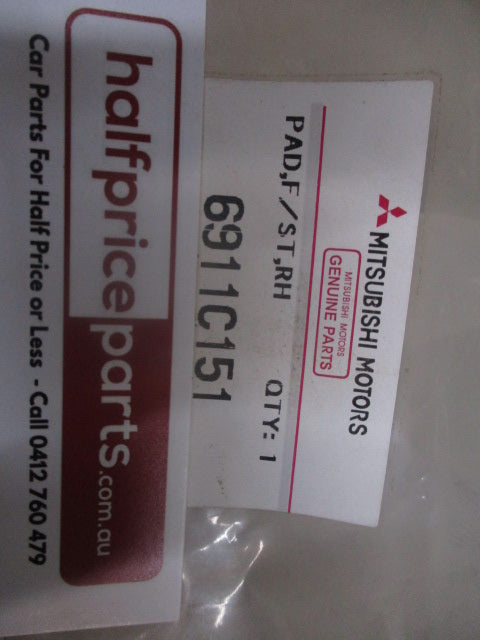 MITSUBISHI MOTORS
MITSUBISHI MOTORS
GENUINE PARTS
PAD,F/ST,RH QTY: 1
6911C151
halfpriceparts.com.au
Car Parts For Half Price or Less - Call 0412 760 479